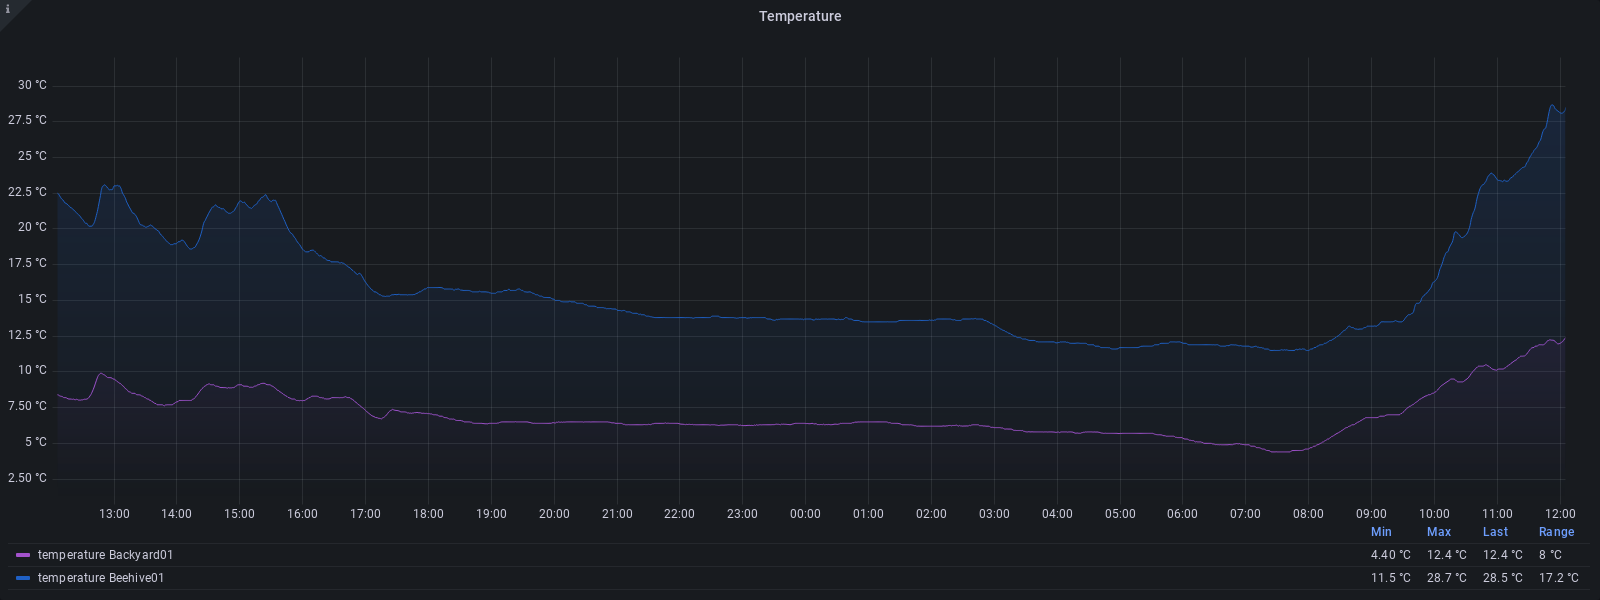 i
Temperature
30 °C
27.5 °C
25 °C
22.5 °C
20 °C
17.5 °C
15 °C
12.5 °C
10 °C
7.50 °C
5 °C
2.50 °C
13:00 14:00 15:00 16:00 17:00 18:00 19:00 20:00 21:00 22:00 23:00 00:00 01:00 02:00 03:00 04:00 05:00 06:00 07:00 08:00 09:00 10:00 11:00 12:00
Min Max Last Range
temperature Backyard01 4.40 °C 12.4 °C 12.4 °C 8 °C
temperature Beehive01 11.5 °C 28.7 °C 28.5 °C 17.2 °C